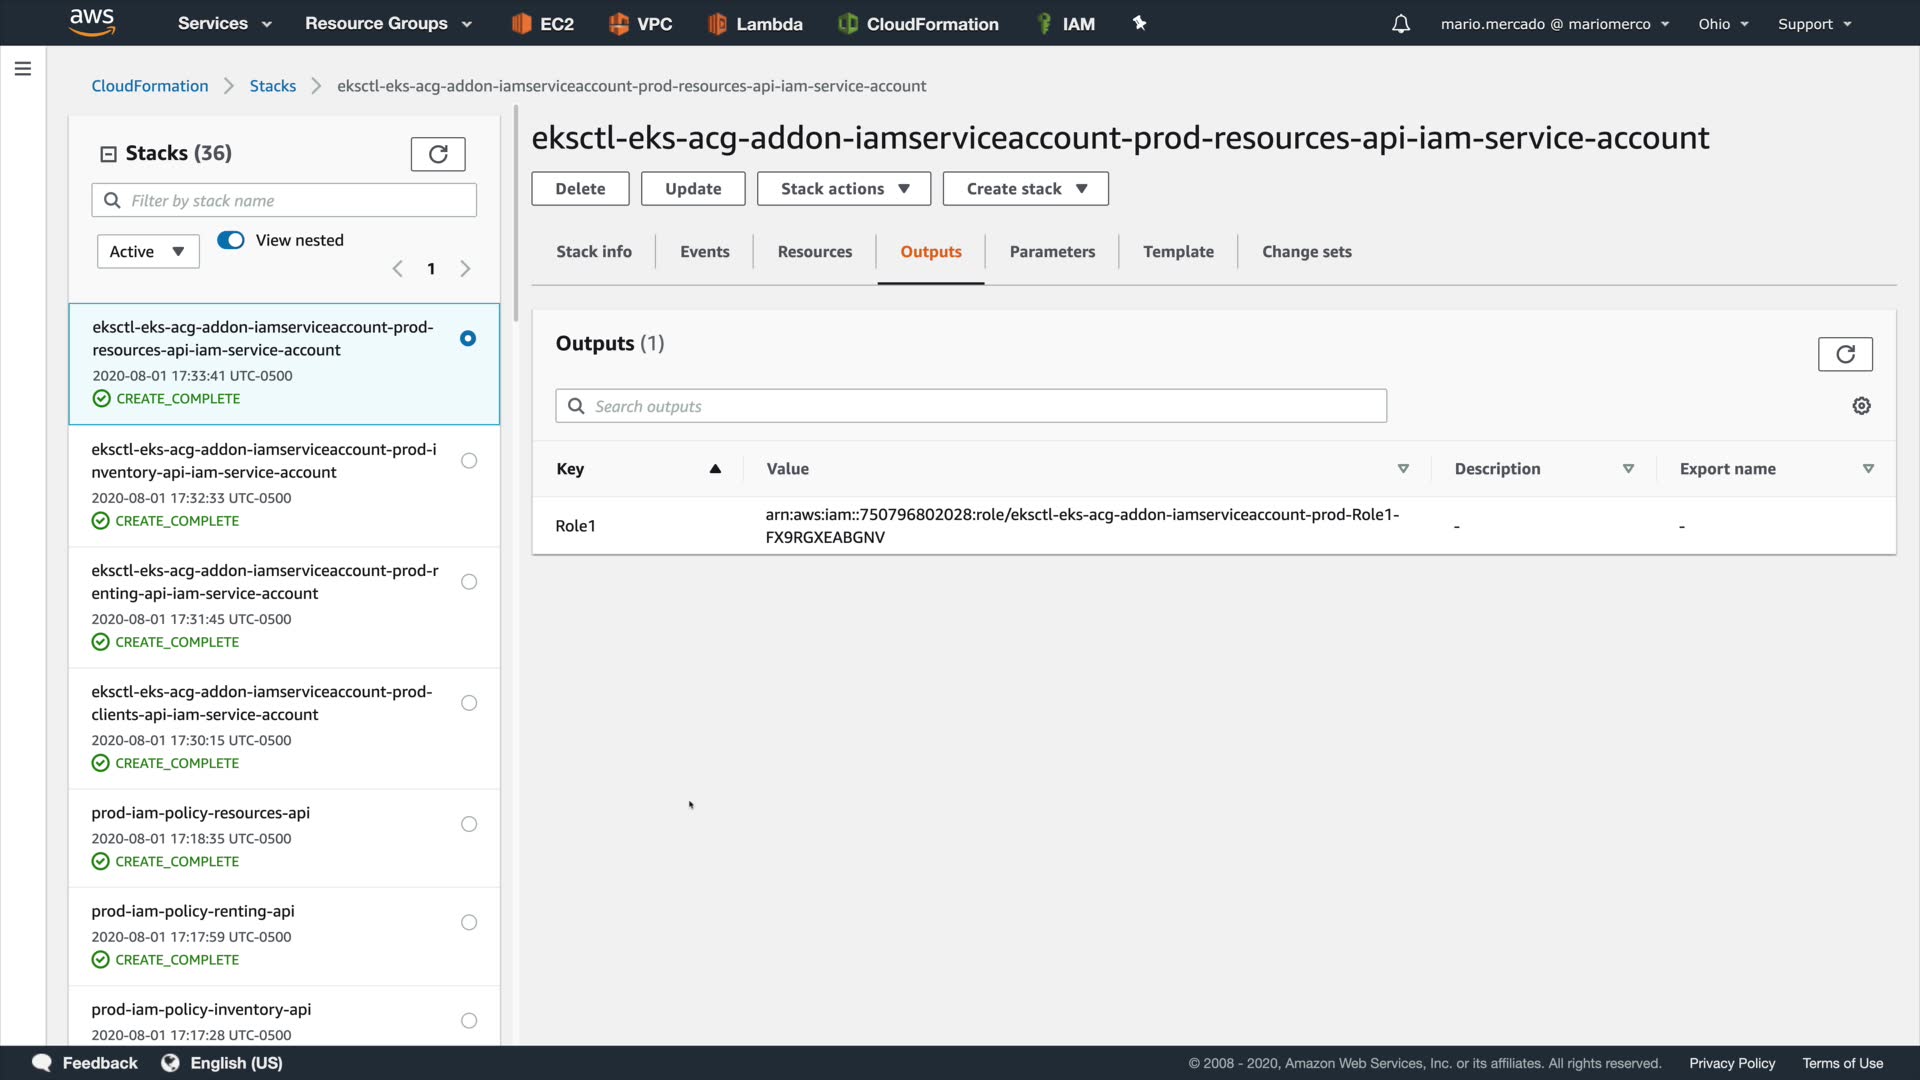 aws
Services
Resource Groups
EC2
VPC
Lambda
CloudFormation
IAM
mario.mercado @ mariomerco
Ohio
Support
CloudFormation
Stacks
eksctl-eks-acg-addon-iamserviceaccount-prod-resources-api-iam-service-account
Stacks (36)
Filter by stack name
Active
View nested
1
eksctl-eks-acg-addon-iamserviceaccount-prod-
resources-api-iam-service-account
2020-08-01 17:33:41 UTC-0500
CREATE_COMPLETE
eksctl-eks-acg-addon-iamserviceaccount-prod-i
nventory-api-iam-service-account
2020-08-01 17:32:33 UTC-0500
CREATE_COMPLETE
eksctl-eks-acg-addon-iamserviceaccount-prod-r
enting-api-iam-service-account
2020-08-01 17:31:45 UTC-0500
CREATE_COMPLETE
eksctl-eks-acg-addon-iamserviceaccount-prod-
clients-api-iam-service-account
2020-08-01 17:30:15 UTC-0500
CREATE_COMPLETE
prod-iam-policy-resources-api
2020-08-01 17:18:35 UTC-0500
CREATE_COMPLETE
prod-iam-policy-renting-api
2020-08-01 17:17:59 UTC-0500
CREATE_COMPLETE
prod-iam-policy-inventory-api
2020-08-01 17:17:28 UTC-0500
eksctl-eks-acg-addon-iamserviceaccount-prod-resources-api-iam-service-account
Delete
Update
Stack actions
Create stack
Stack info
Events
Resources
Outputs
Parameters
Template
Change sets
Outputs (1)
Search outputs
Key
Value
Description
Export name
Role1
arn:aws:iam::750796802028:role/eksctl-eks-acg-addon-iamserviceaccount-prod-Role1-
FX9RGXEABGNV
-
-
Feedback
English (US)
© 2008 - 2020, Amazon Web Services, Inc. or its affiliates. All rights reserved.
Privacy Policy
Terms of Use